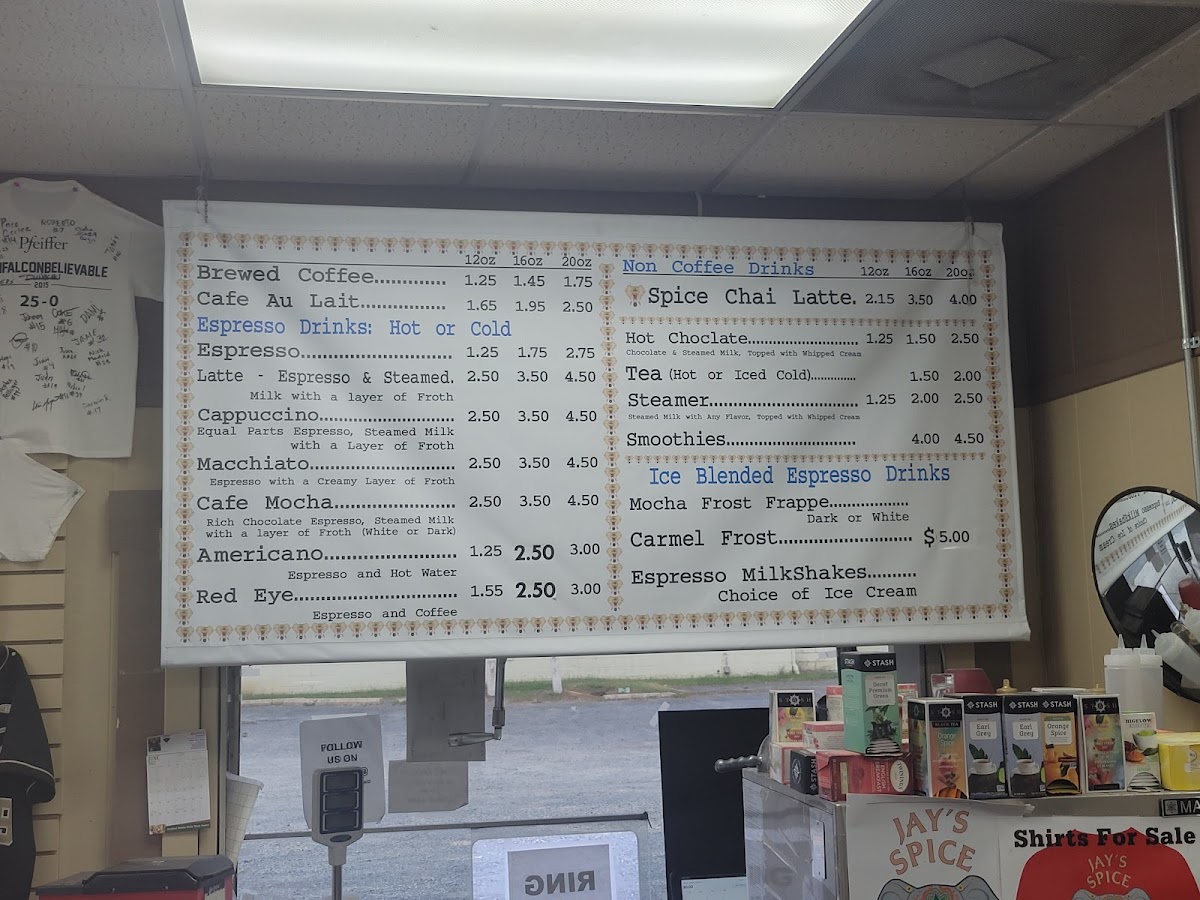 Pfeiffer
FALCONBELIEVABLE
2015
25-0
12oz 16oz 20oz
Brewed Coffee............. 1.25 1.45 1.75
Cafe Au Lait............. 1.65 1.95 2.50
Espresso Drinks: Hot or Cold
Espresso....................... 1.25 1.75 2.75
Latte - Espresso & Steamed. 2.50 3.50 4.50
Milk with a layer of Froth
Cappuccino.................... 2.50 3.50 4.50
Equal Parts Espresso, Steamed Milk
with a Layer of Froth
Macchiato...................... 2.50 3.50 4.50
Espresso with a Creamy Layer of Froth
Cafe Mocha.................. 2.50 3.50 4.50
Rich Chocolate Espresso, Steamed Milk
with a layer of Froth (White or Dark)
Americano.................... 1.25 2.50 3.00
Espresso and Hot Water
Red Eye........................ 1.55 2.50 3.00
Espresso and Coffee
Non Coffee Drinks 12oz 16oz 20oz
Spice Chai Latte. 2.15 3.50 4.00
Hot Choclate......................... 1.25 1.50 2.50
Chocolate & Steamed Milk, Topped with Whipped Cream
Tea (Hot or Iced Cold)............. 1.50 2.00
Steamer............................... 1.25 2.00 2.50
Steamed Milk with Any Flavor, Topped with Whipped Cream
Smoothies........................... 4.00 4.50
Ice Blended Espresso Drinks
Mocha Frost Frappe................
Dark or White
Carmel Frost........................... $5.00
Espresso MilkShakes..........
Choice of Ice Cream
FOLLOW
US ON
RING
STASH
Decaf
Premium
Green
STASH
Earl
Grey
STASH
Earl
Grey
STASH
Orange
Spice
BIGELOW
JAY'S
SPICE
Shirts For Sale
JAY'S
SPICE